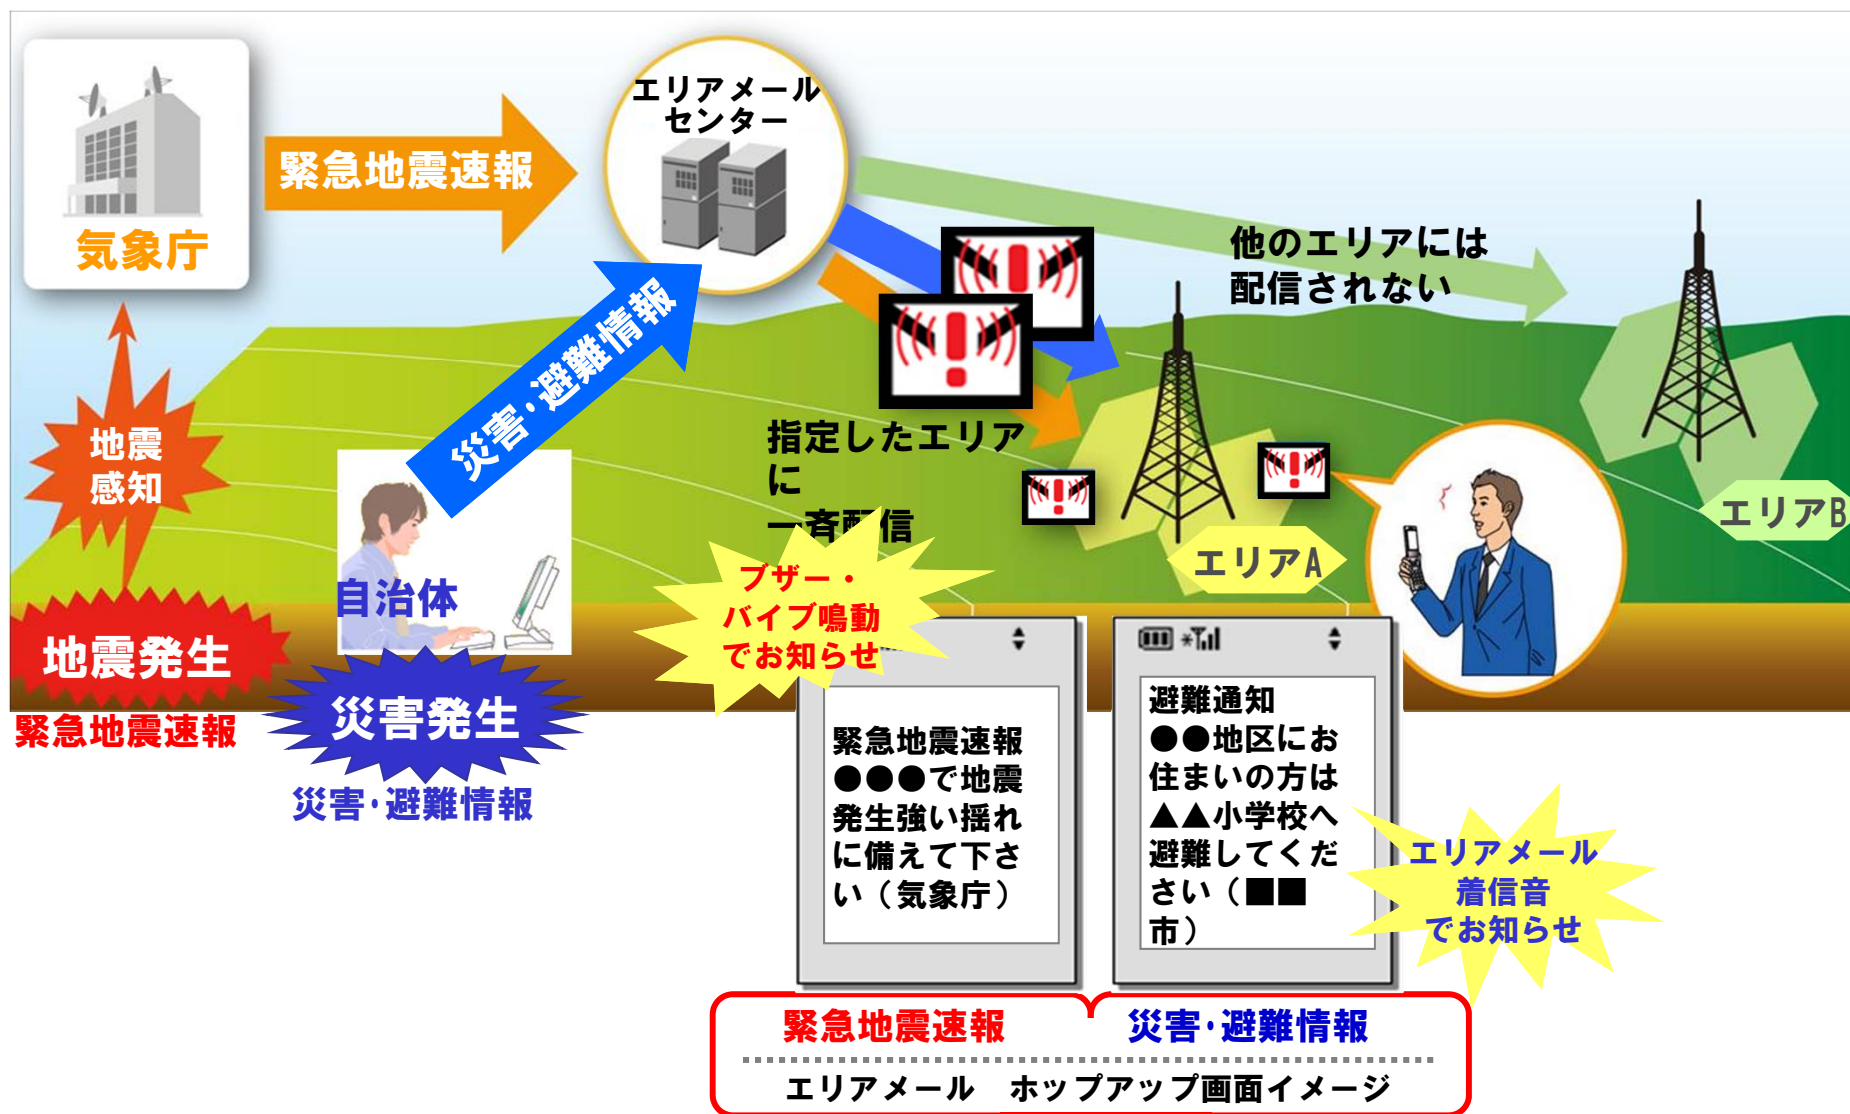 エリアメール
センター
緊急地震速報
気象庁
他のエリアには
配信されない
災害・避難情報
地震
感知
指定したエリア
に
一斉配信
エリアB
エリアA
自治体
ブザー・
バイブ鳴動
でお知らせ
地震発生
緊急地震速報
災害発生
災害・避難情報
緊急地震速報
●●●で地震
発生強い揺れ
に備えて下さ
い（気象庁）
避難通知
●●地区にお
住まいの方は
▲▲小学校へ
避難してくだ
さい（■■
市）
エリアメール
着信音
でお知らせ
緊急地震速報
災害・避難情報
エリアメール　ホップアップ画面イメージ